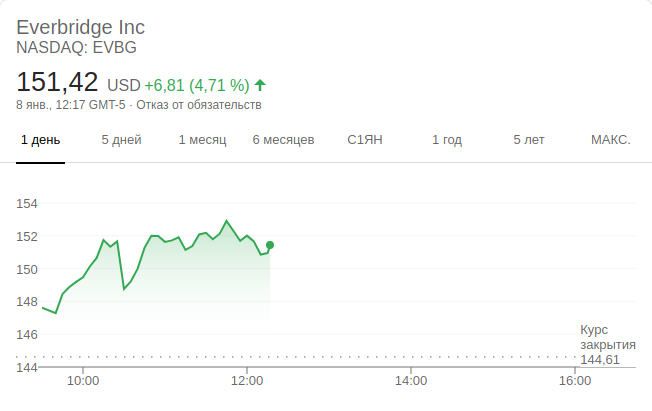 Everbridge Inc
NASDAQ: EVBG
151,42 USD +6,81 (4,71 %)
8 янв., 12:17 GMT-5 · Отказ от обязательств
1 день 5 дней 1 месяц 6 месяцев С1ЯН 1 год 5 лет МАКС.
154
152
150
148
146
Курс
закрытия
144,61
144
10:00 12:00 14:00 16:00